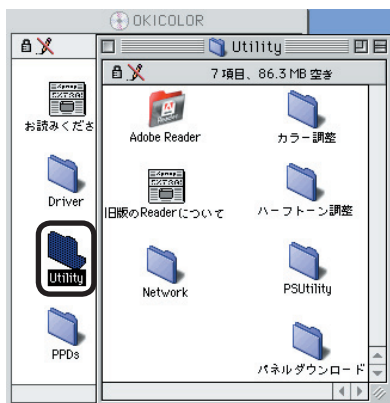 OKICOLOR
お読みくださ
Driver
Utility
PPDs
Utility
7 項目、86.3 MB 空き
Adobe Reader
カラー調整
旧版のReaderについて
ハーフトーン調整
Network
PSUtility
パネルダウンロード